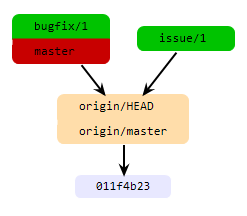 bugfix/1
master
issue/1
origin/HEAD
origin/master
011f4b23